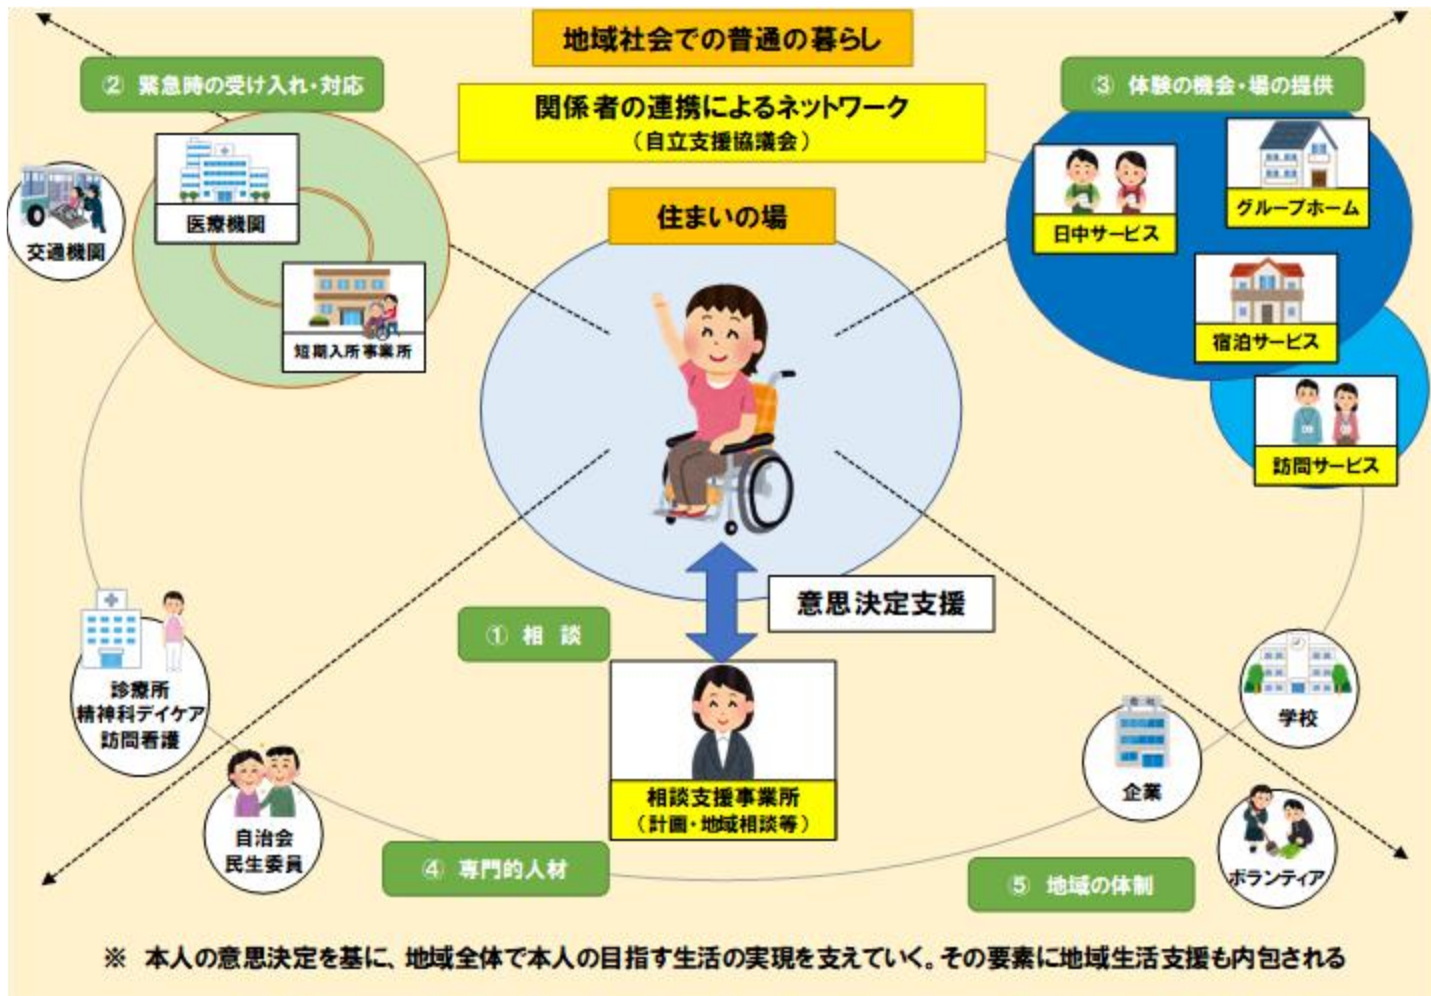 地域社会での普通の暮らし
② 緊急時の受け入れ・対応
関係者の連携によるネットワーク
（自立支援協議会）
③ 体験の機会・場の提供
交通機関
医療機関
短期入所事業所
住まいの場
日中サービス
グループホーム
宿泊サービス
訪問サービス
① 相 談
意思決定支援
相談支援事業所
（計画・地域相談等）
診療所
精神科デイケア
訪問看護
自治会
民生委員
④ 専門的人材
会社
企業
学校
ボランティア
⑤ 地域の体制
※ 本人の意思決定を基に、地域全体で本人の目指す生活の実現を支えていく。その要素に地域生活支援も内包される